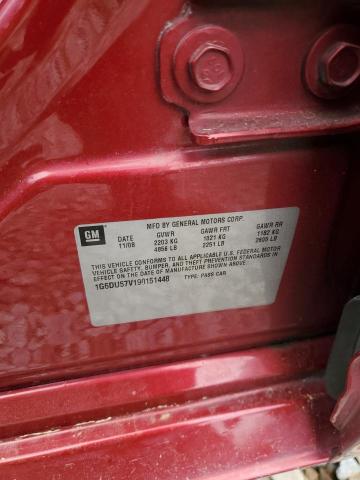 GM
MFD BY GENERAL MOTORS CORP.
DATE GVWR GAWR FRT GAWR RR
11/08 2203 KG 1021 KG 1182 KG
4856 LB 2251 LB 2605 LB
THIS VEHICLE CONFORMS TO ALL APPLICABLE U.S. FEDERAL MOTOR
VEHICLE SAFETY, BUMPER, AND THEFT PREVENTION STANDARDS IN
EFFECT ON THE DATE OF MANUFACTURE SHOWN ABOVE.
1G6DU57V190151448 TYPE: PASS CAR